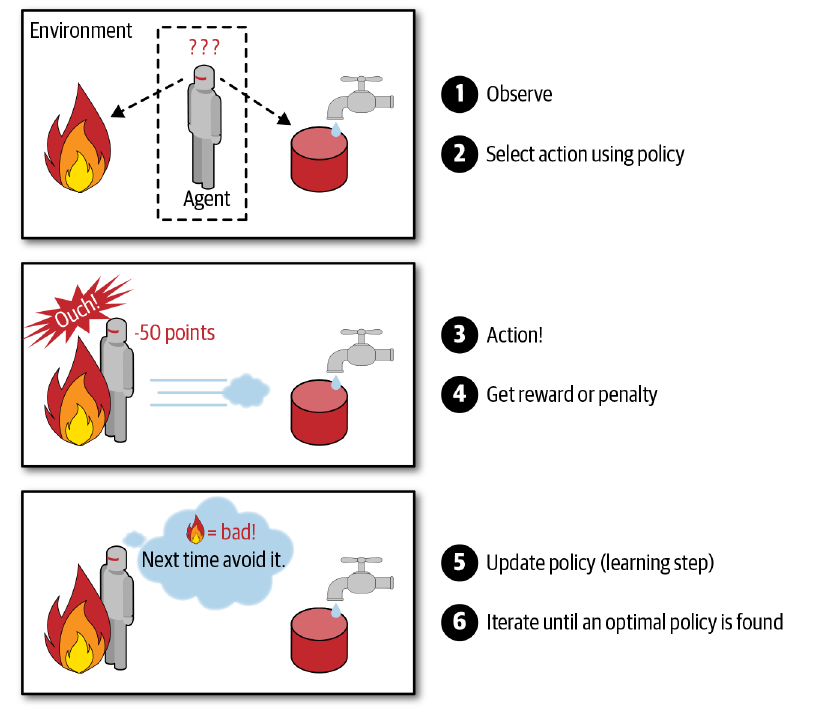 Environment
???
Agent
1 Observe
2 Select action using policy
Ouch!
-50 points
3 Action!
4 Get reward or penalty
= bad!
Next time avoid it.
5 Update policy (learning step)
6 Iterate until an optimal policy is found